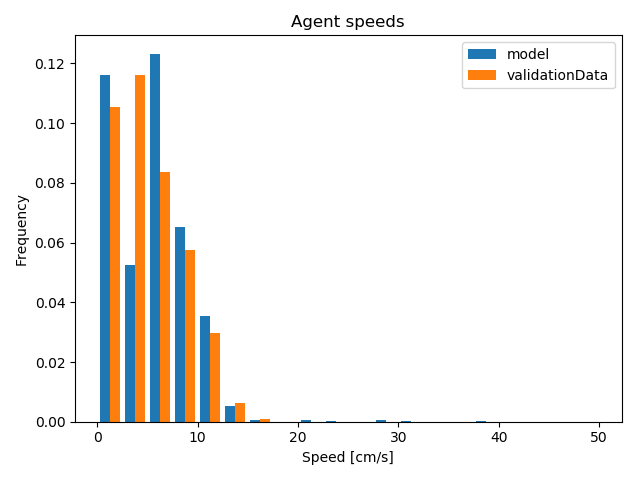 Agent speeds
model
validationData
0.12
0.10
0.08
0.06
0.04
0.02
0.00
Frequency
0 10 20 30 40 50
Speed [cm/s]